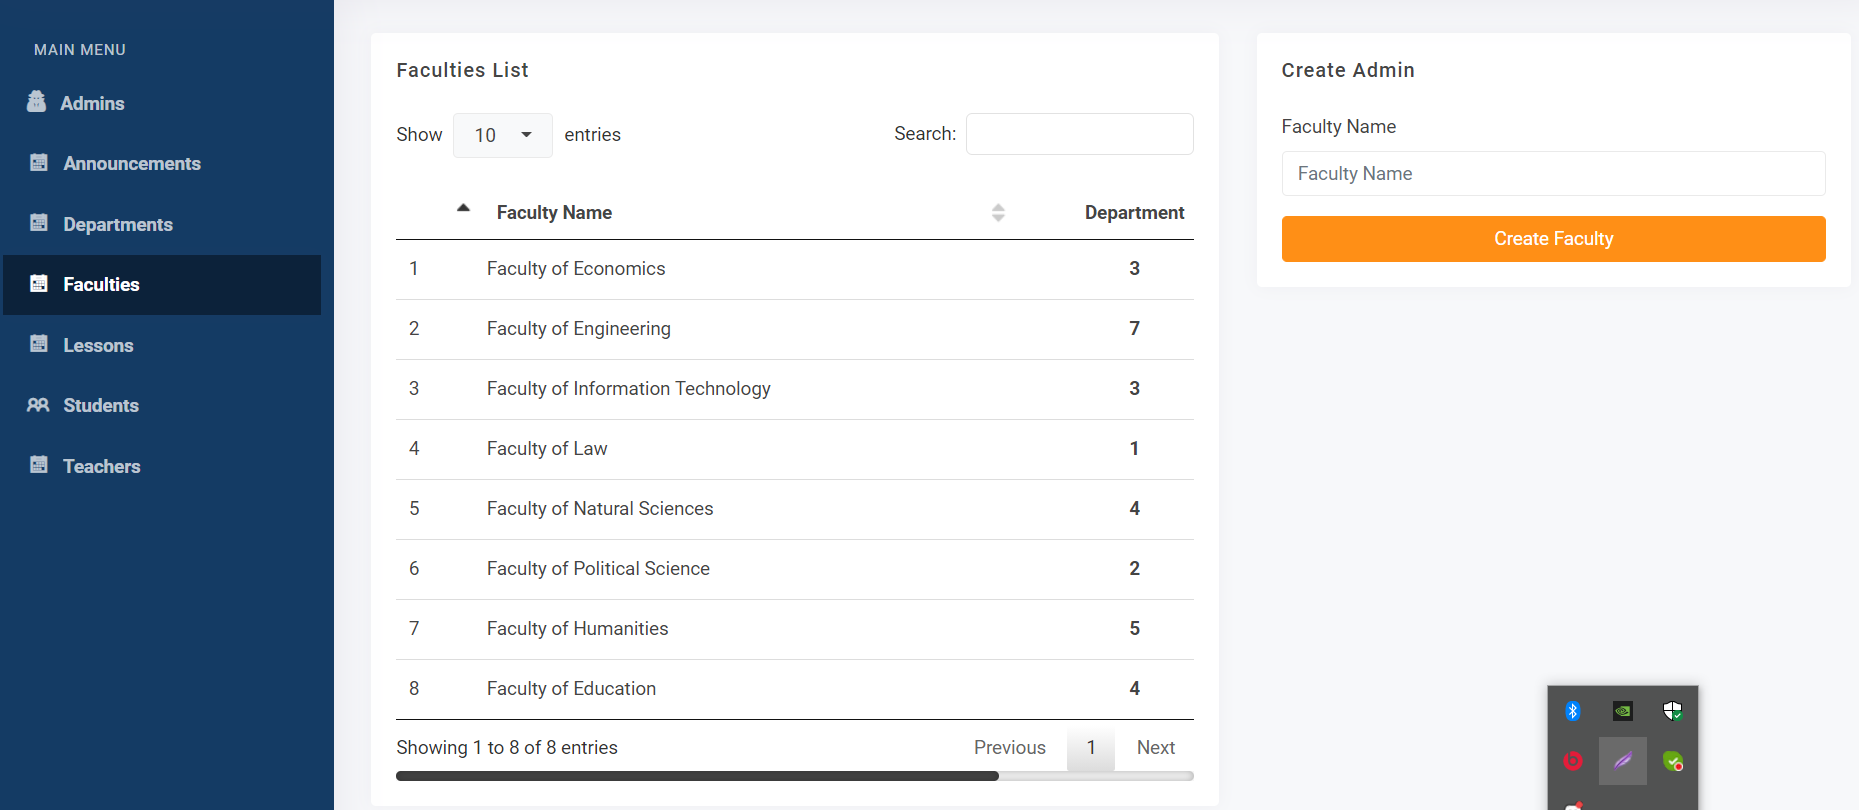 MAIN MENU
Admins
Announcements
Departments
Faculties
Lessons
Students
Teachers
Faculties List
Show 10 entries Search:
Faculty Name Department
1 Faculty of Economics 3
2 Faculty of Engineering 7
3 Faculty of Information Technology 3
4 Faculty of Law 1
5 Faculty of Natural Sciences 4
6 Faculty of Political Science 2
7 Faculty of Humanities 5
8 Faculty of Education 4
Showing 1 to 8 of 8 entries Previous 1 Next
Create Admin
Faculty Name
Faculty Name
Create Faculty